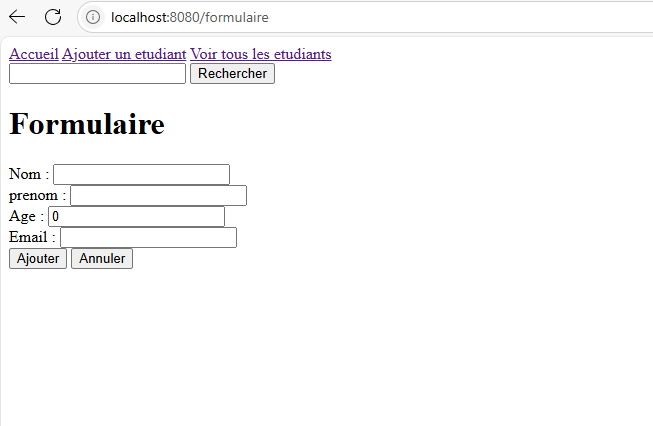 localhost:8080/formulaire
Accueil Ajouter un etudiant Voir tous les etudiants
Rechercher
Formulaire
Nom :
prenom :
Age : 0
Email :
Ajouter Annuler